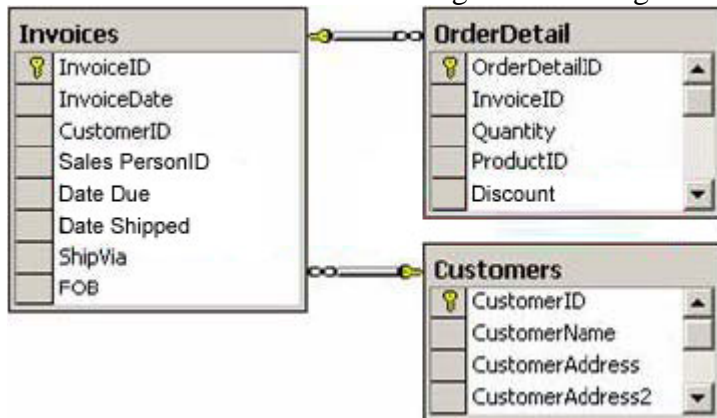 Invoices
InvoiceID
InvoiceDate
CustomerID
Sales PersonID
Date Due
Date Shipped
ShipVia
FOB
OrderDetail
OrderDetailID
InvoiceID
Quantity
ProductID
Discount
Customers
CustomerID
CustomerName
CustomerAddress
CustomerAddress2